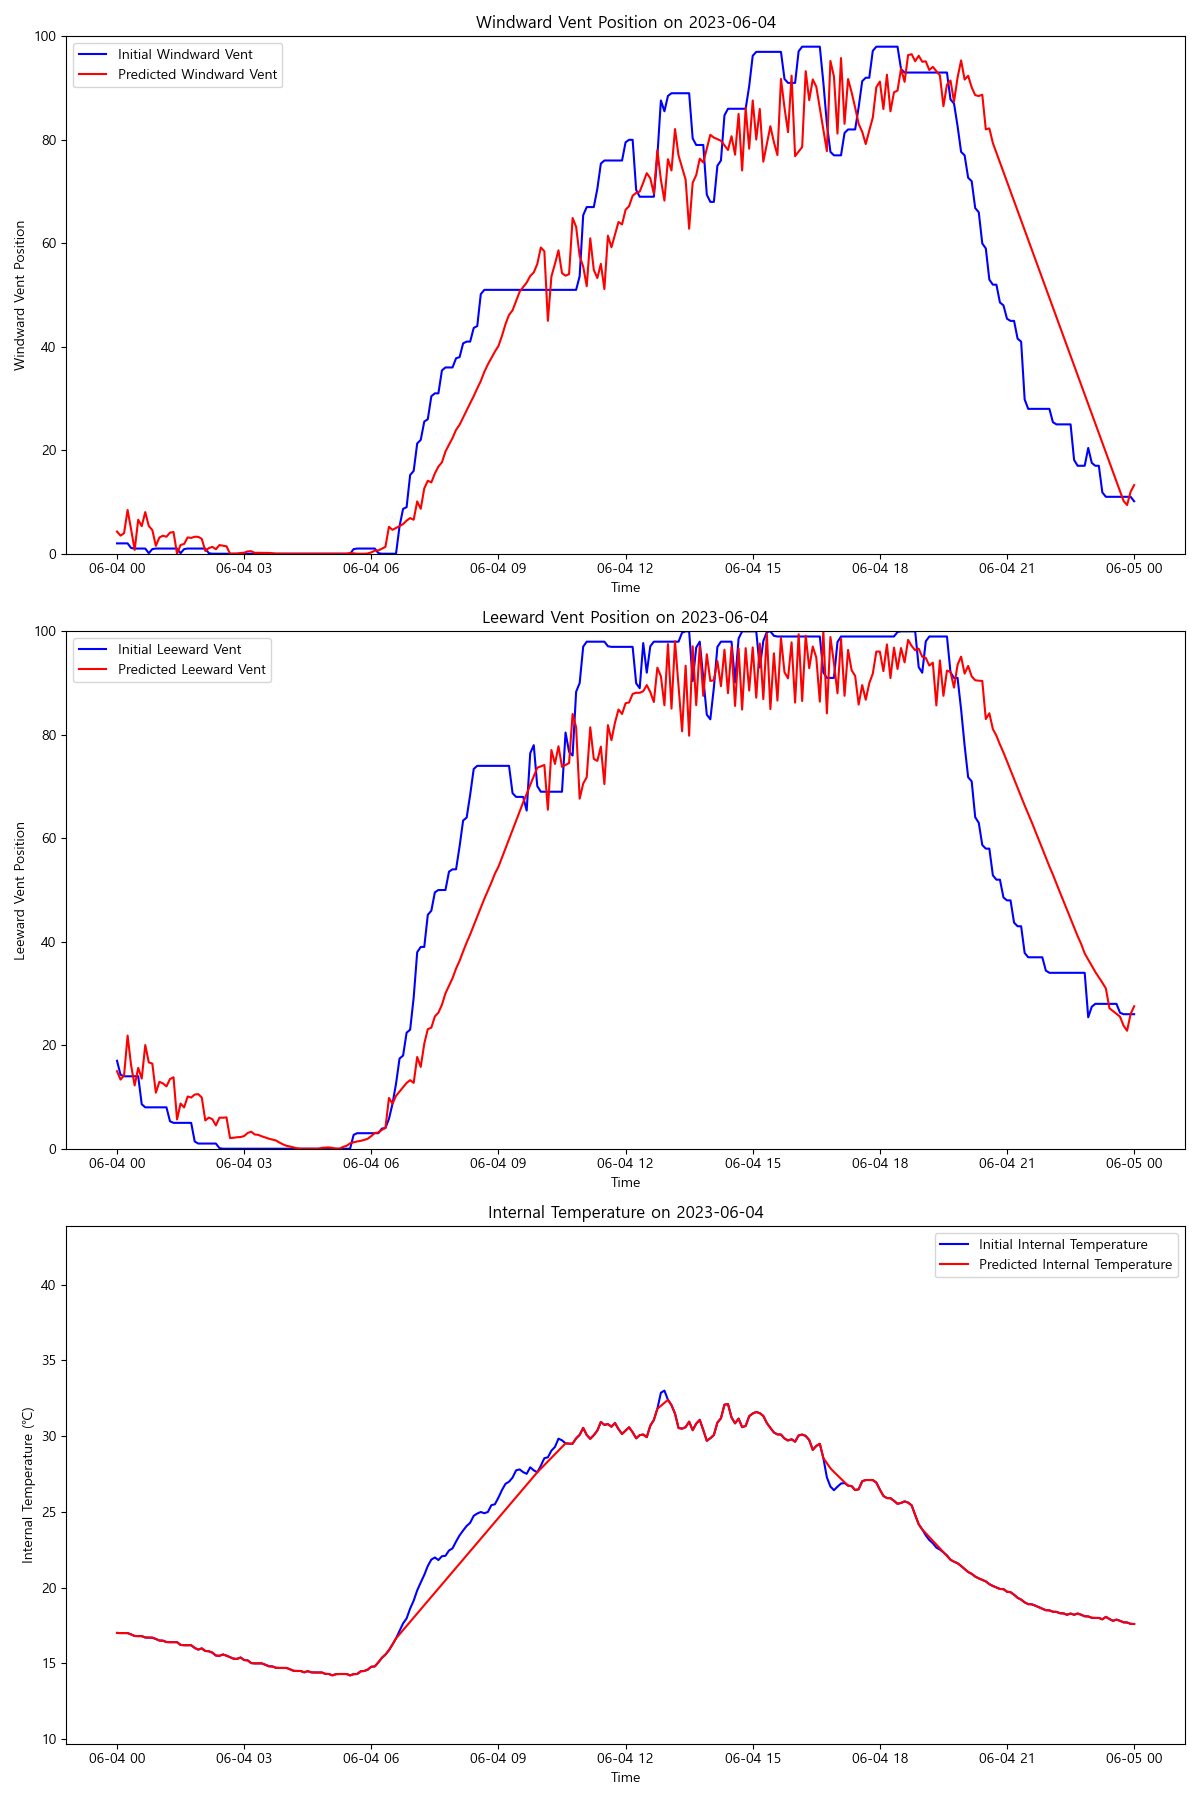 Windward Vent Position on 2023-06-04
Initial Windward Vent
Predicted Windward Vent
Windward Vent Position
100
80
60
40
20
0
06-04 00 06-04 03 06-04 06 06-04 09 06-04 12 06-04 15 06-04 18 06-04 21 06-05 00
Time
Leeward Vent Position on 2023-06-04
Initial Leeward Vent
Predicted Leeward Vent
Leeward Vent Position
100
80
60
40
20
0
06-04 00 06-04 03 06-04 06 06-04 09 06-04 12 06-04 15 06-04 18 06-04 21 06-05 00
Time
Internal Temperature on 2023-06-04
Initial Internal Temperature
Predicted Internal Temperature
Internal Temperature (℃)
40
35
30
25
20
15
10
06-04 00 06-04 03 06-04 06 06-04 09 06-04 12 06-04 15 06-04 18 06-04 21 06-05 00
Time